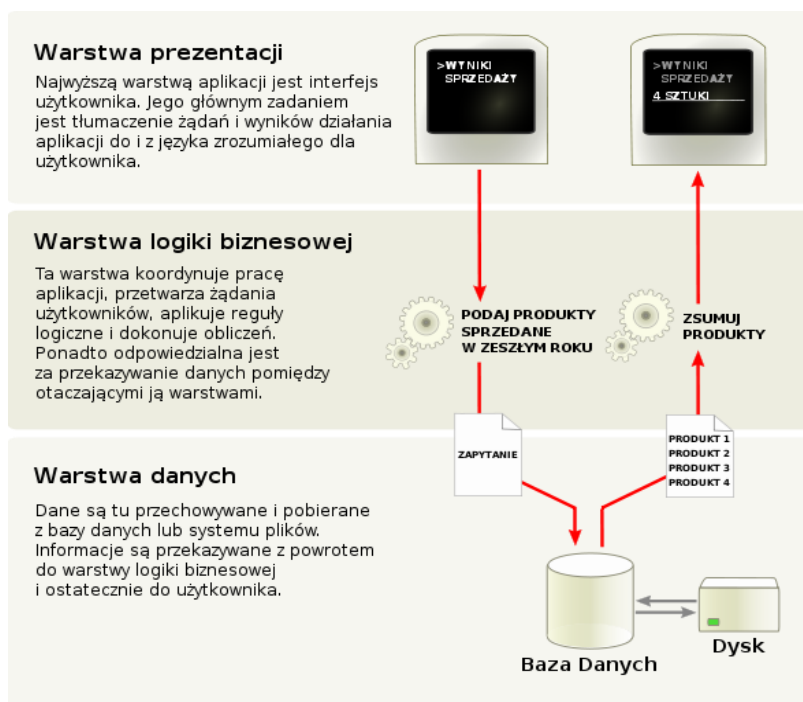 Warstwa prezentacji
Najwyższą warstwą aplikacji jest interfejs
użytkownika. Jego głównym zadaniem
jest tłumaczenie żądań i wyników działania
aplikacji do i z języka zrozumiałego dla
użytkownika.
>WYNIKI
SPRZEDAŻY
>WYNIKI
SPRZEDAŻY
4 SZTUKI
Warstwa logiki biznesowej
Ta warstwa koordynuje pracę
aplikacji, przetwarza żądania
użytkowników, aplikuje reguły
logiczne i dokonuje obliczeń.
Ponadto odpowiedzialna jest
za przekazywanie danych pomiędzy
otaczającymi ją warstwami.
PODAJ PRODUKTY
SPRZEDANE
W ZESZŁYM ROKU
ZSUMUJ
PRODUKTY
ZAPYTANIE
PRODUKT 1
PRODUKT 2
PRODUKT 3
PRODUKT 4
Warstwa danych
Dane są tu przechowywane i pobierane
z bazy danych lub systemu plików.
Informacje są przekazywane z powrotem
do warstwy logiki biznesowej
i ostatecznie do użytkownika.
Baza Danych
Dysk